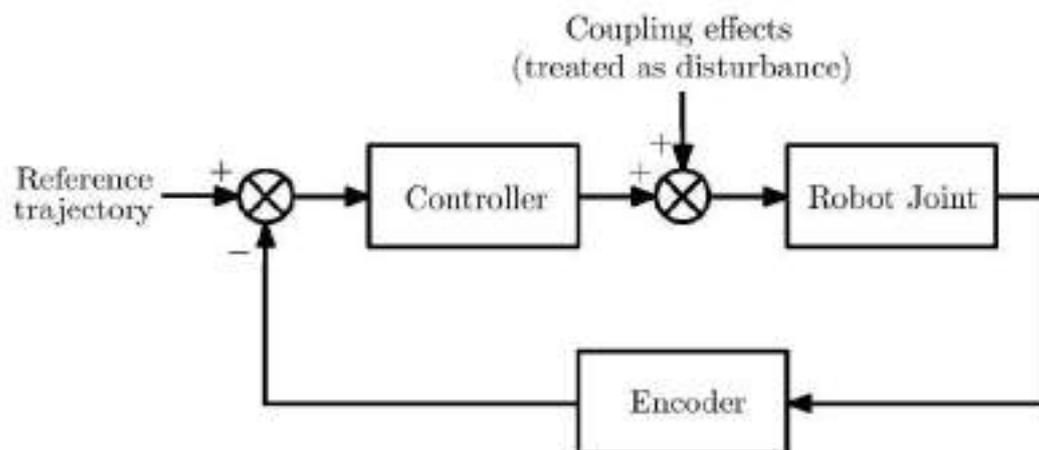 Coupling effects
(treated as disturbance)
Reference
trajectory
+
−
Controller
+
+
Robot Joint
Encoder